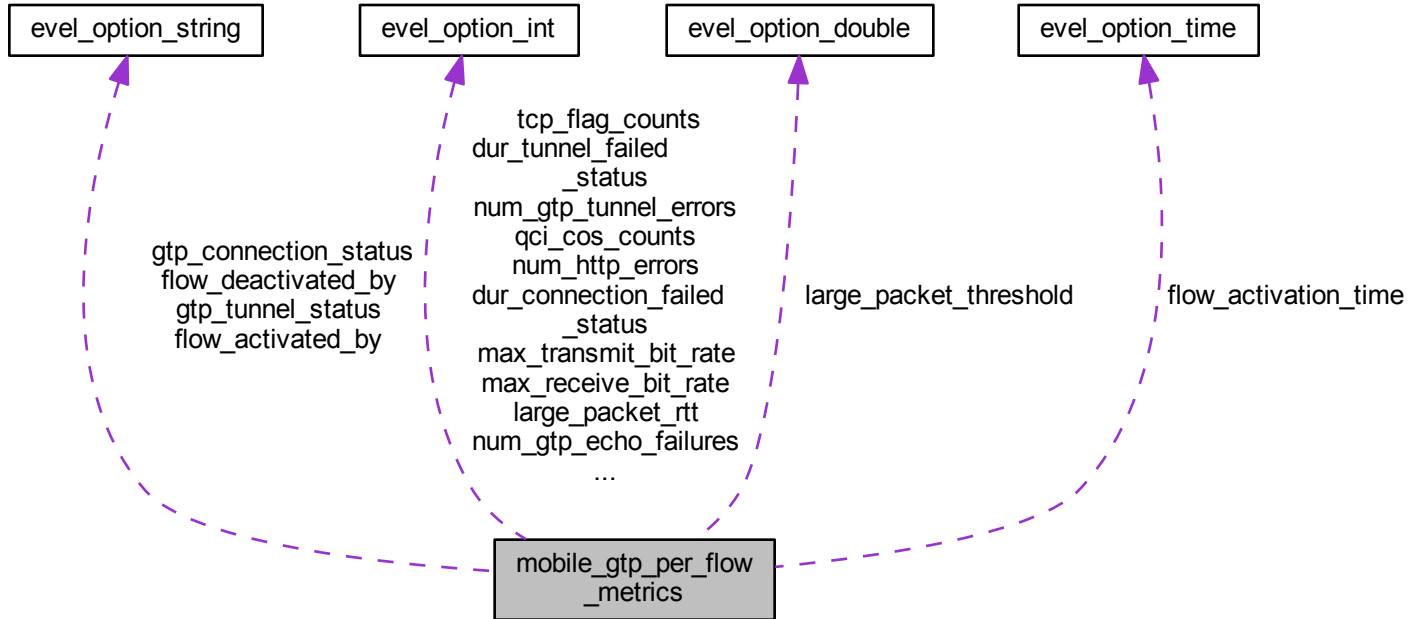 evel_option_string
evel_option_int
evel_option_double
evel_option_time
gtp_connection_status
flow_deactivated_by
gtp_tunnel_status
flow_activated_by
tcp_flag_counts
dur_tunnel_failed
_status
num_gtp_tunnel_errors
qci_cos_counts
num_http_errors
dur_connection_failed
_status
max_transmit_bit_rate
max_receive_bit_rate
large_packet_rtt
num_gtp_echo_failures
...
large_packet_threshold
flow_activation_time
mobile_gtp_per_flow
_metrics